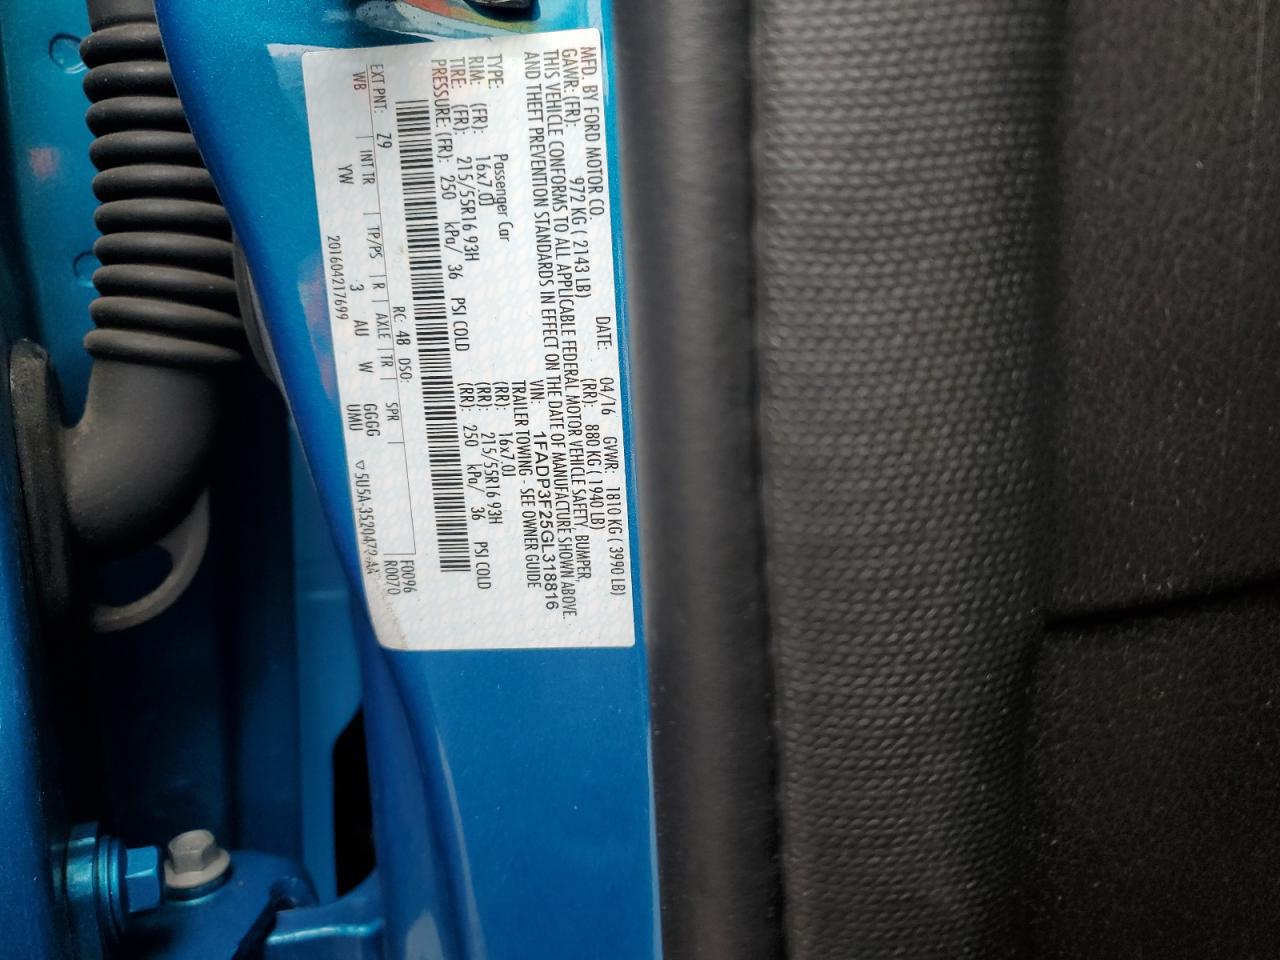 MFD. BY FORD MOTOR CO.
DATE: 04/16 GVWR: 1810 KG ( 3990 LB)
GAWR: (FR): 972 KG ( 2143 LB) (RR): 880 KG ( 1940 LB)
THIS VEHICLE CONFORMS TO ALL APPLICABLE FEDERAL MOTOR VEHICLE SAFETY, BUMPER,
AND THEFT PREVENTION STANDARDS IN EFFECT ON THE DATE OF MANUFACTURE SHOWN ABOVE.
VIN: 1FADP3F25GL318816
TYPE: Passenger Car TRAILER TOWING - SEE OWNER GUIDE
RIM: (FR): 16x7.0J (RR): 16x7.0J
TIRE: (FR): 215/55R16 93H (RR): 215/55R16 93H
PRESSURE: (FR): 250 kPa/ 36 PSI COLD (RR): 250 kPa/ 36 PSI COLD
RC: 48 DSO: F0096
EXT PNT: Z9 R0070
WB INT TR TP/PS R AXLE TR SPR
YW 3 AU W GGGG
201604217699 UMU ▽5U5A-3520472-AA